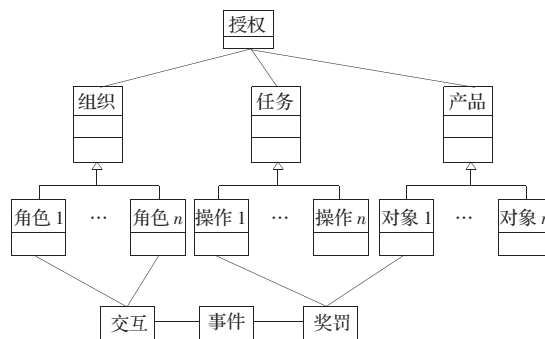 授权
组织 任务 产品
角色 1 … 角色 n 操作 1 … 操作 n 对象 1 … 对象 n
交互 事件 奖罚